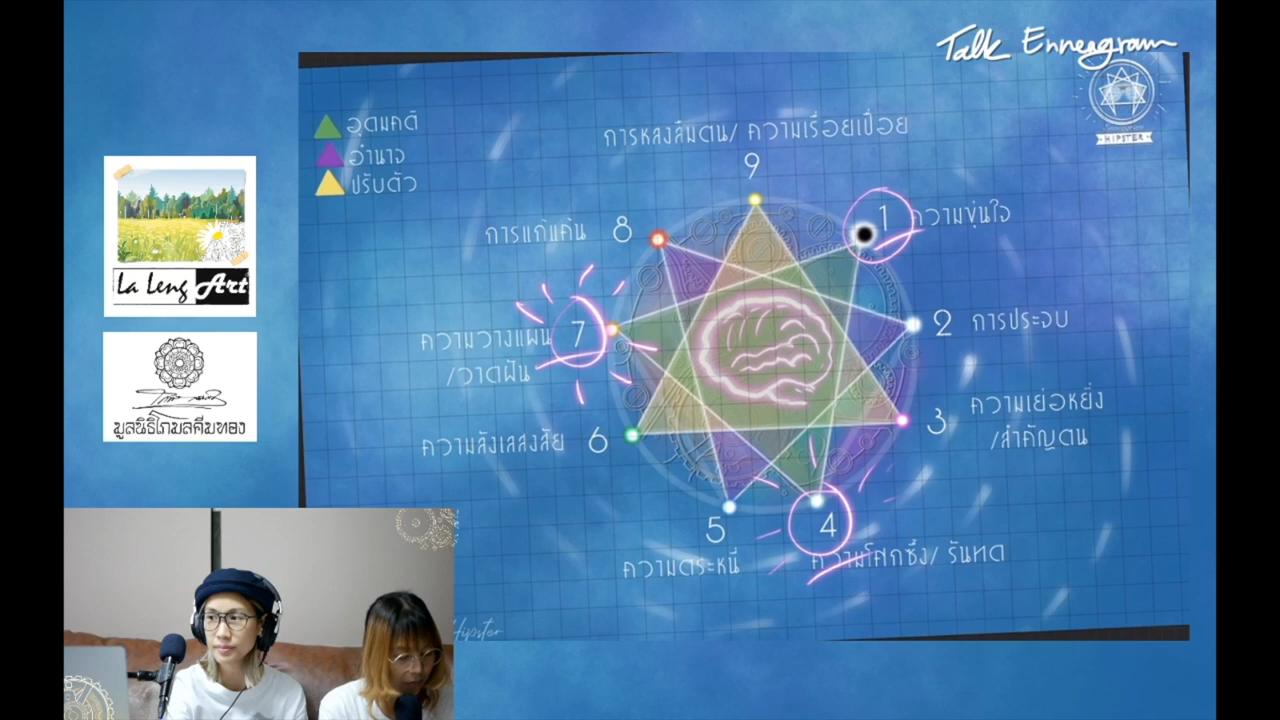 Talk Enneagram
HIPSTER
อุดมคติ
อำนาจ
ปรับตัว
การหลงลืมตน/ ความเรื่อยเปื่อย
9
การแก้แค้น 8
1 ความขุ่นใจ
ความวางแผน 7
/วาดฝัน
2 การประจบ
3 ความเย่อหยิ่ง
/สำคัญตน
ความลังเลสงสัย 6
5
ความตระหนี่
4
ความโศกซึ้ง/ รันทด
La Leng Art
มูลนิธิโกมลคีมทอง
Hipster